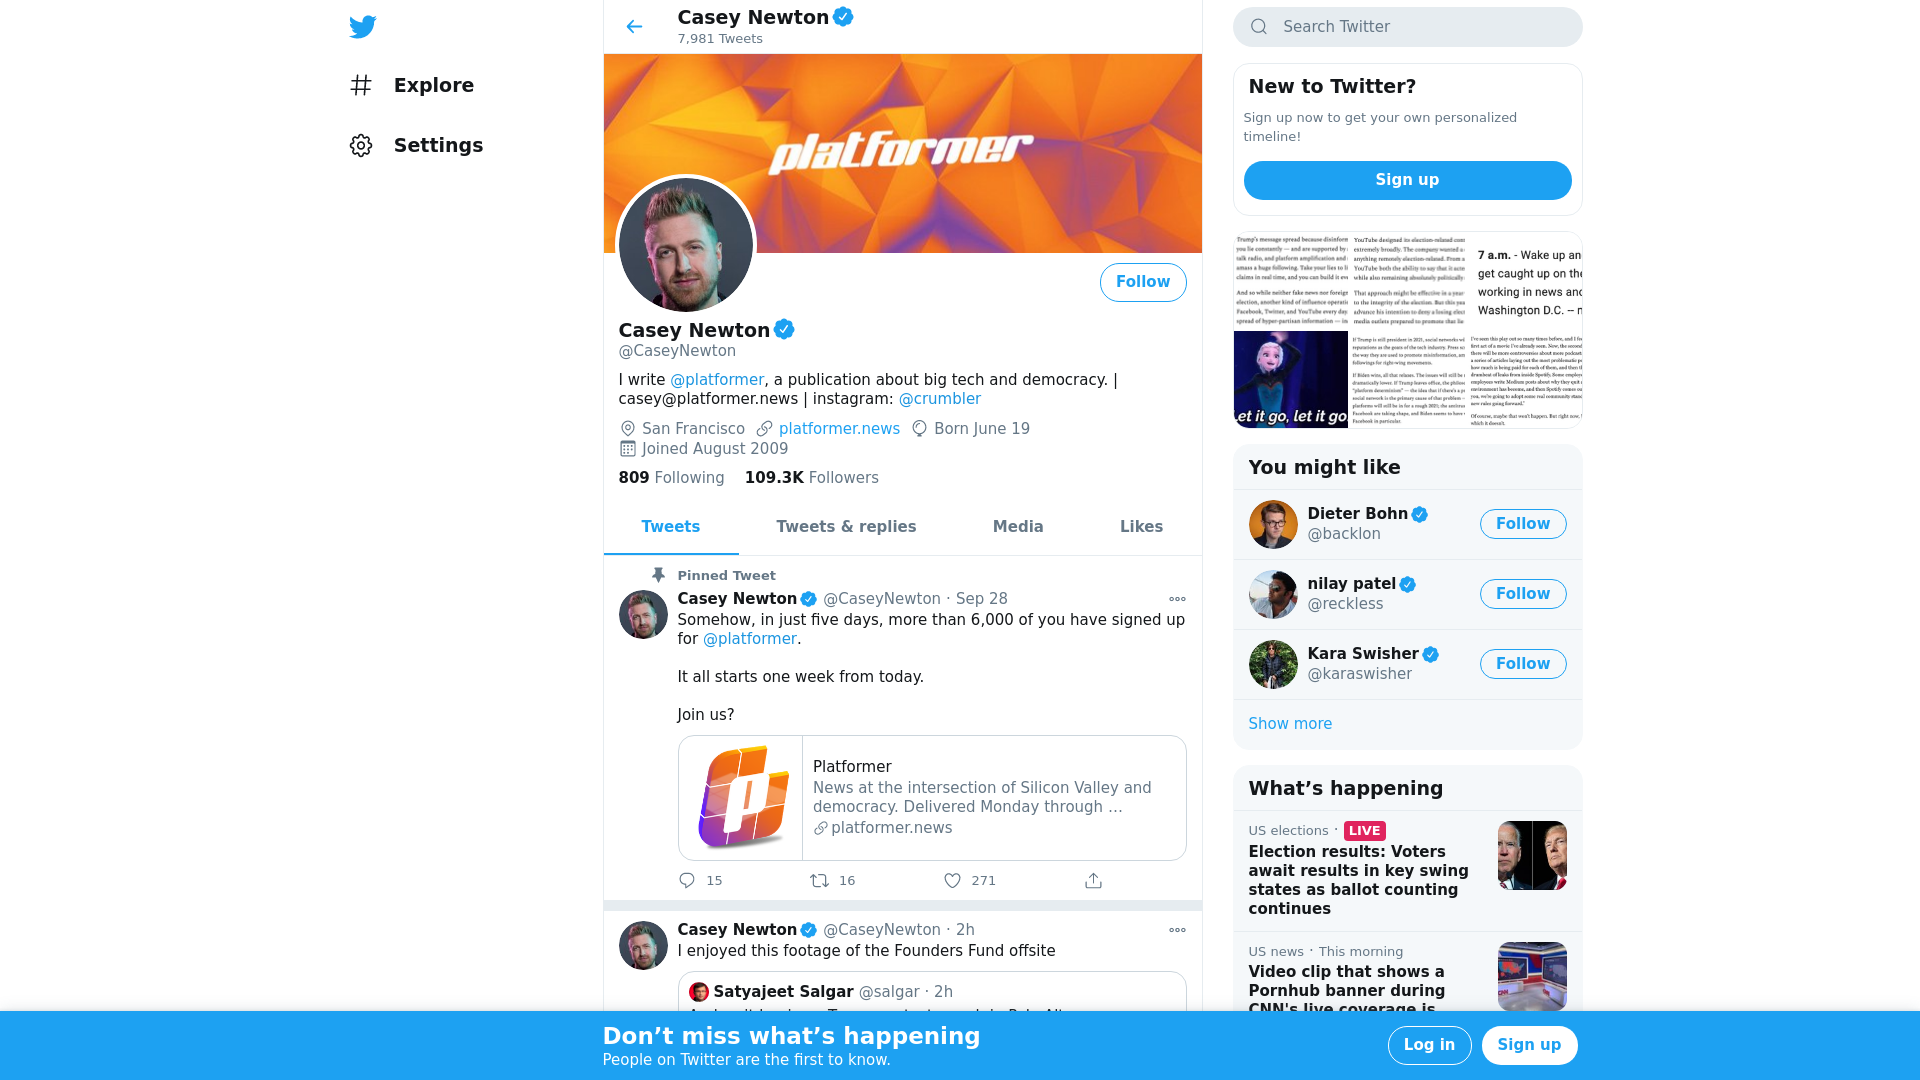 Explore
Settings
Casey Newton
7,981 Tweets
platformer
Follow
Casey Newton
@CaseyNewton
I write @platformer, a publication about big tech and democracy. |
casey@platformer.news | instagram: @crumbler
San Francisco platformer.news Born June 19
Joined August 2009
809 Following 109.3K Followers
Tweets Tweets & replies Media Likes
Pinned Tweet
Casey Newton @CaseyNewton · Sep 28
Somehow, in just five days, more than 6,000 of you have signed up
for @platformer.
It all starts one week from today.
Join us?
Platformer
News at the intersection of Silicon Valley and
democracy. Delivered Monday through …
platformer.news
15 16 271
Casey Newton @CaseyNewton · 2h
I enjoyed this footage of the Founders Fund offsite
Satyajeet Salgar @salgar · 2h
Search Twitter
New to Twitter?
Sign up now to get your own personalized
timeline!
Sign up
7 a.m. - Wake up an
get caught up on the
working in news and
Washington D.C. --
et it go, let it go
You might like
Dieter Bohn
@backlon
Follow
nilay patel
@reckless
Follow
Kara Swisher
@karaswisher
Follow
Show more
What’s happening
US elections · LIVE
Election results: Voters
await results in key swing
states as ballot counting
continues
US news · This morning
Video clip that shows a
Pornhub banner during
CNN's live coverage is
Don’t miss what’s happening
People on Twitter are the first to know.
Log in
Sign up